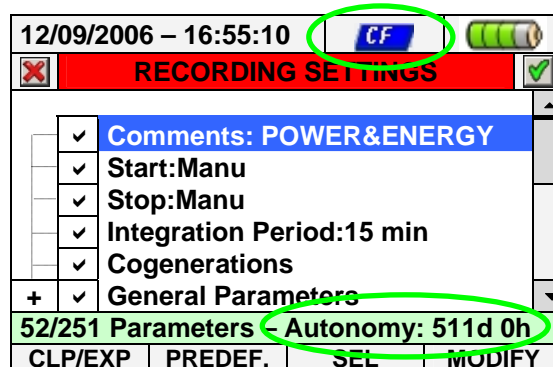 12/09/2006 – 16:55:10 CF
RECORDING SETTINGS
Comments: POWER&ENERGY
Start:Manu
Stop:Manu
Integration Period:15 min
Cogenerations
+ General Parameters
52/251 Parameters – Autonomy: 511d 0h
CLP/EXP PREDEF. SEL MODIFY